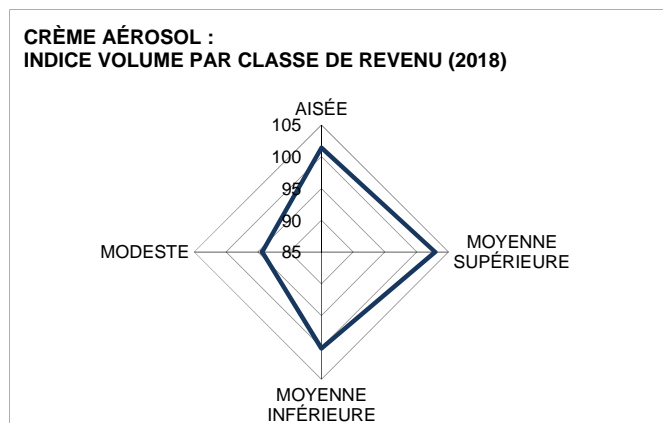 CRÈME AÉROSOL :
INDICE VOLUME PAR CLASSE DE REVENU (2018)
AISÉE
105
100
95
90
85
MODESTE
MOYENNE
SUPÉRIEURE
MOYENNE
INFÉRIEURE